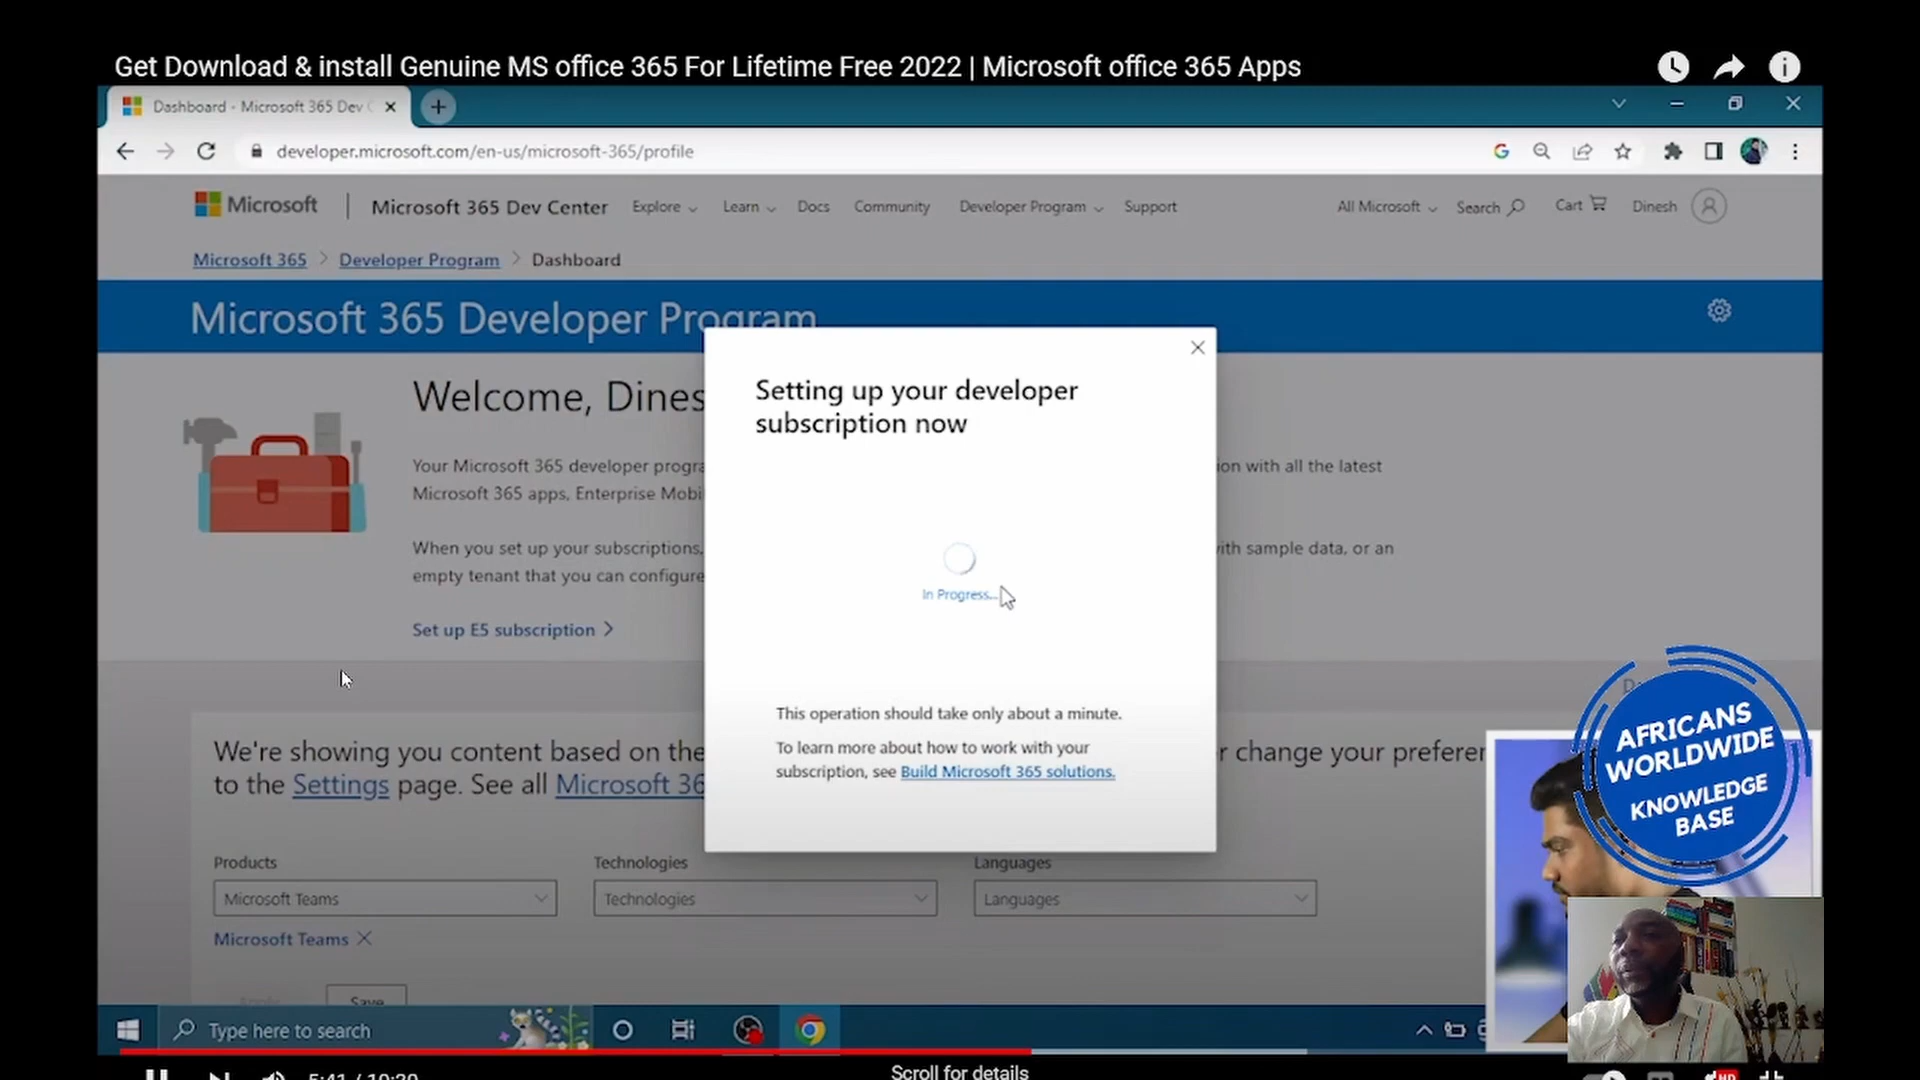 Get Download & install Genuine MS office 365 For Lifetime Free 2022 | Microsoft office 365 Apps
Dashboard - Microsoft 365 Dev
developer.microsoft.com/en-us/microsoft-365/profile
Microsoft | Microsoft 365 Dev Center Explore Learn Docs Community Developer Program Support All Microsoft Search Cart Dinesh
Microsoft 365 > Developer Program > Dashboard
Microsoft 365 Developer Program
Welcome, Dines
Setting up your developer
subscription now
Your Microsoft 365 developer progra
ion with all the latest
Microsoft 365 apps, Enterprise Mobi
When you set up your subscriptions,
with sample data, or an
empty tenant that you can configure
In Progress...
Set up E5 subscription >
This operation should take only about a minute.
To learn more about how to work with your
subscription, see Build Microsoft 365 solutions.
We're showing you content based on the
r change your preferen
to the Settings page. See all Microsoft 36
AFRICANS
WORLDWIDE
KNOWLEDGE
BASE
Products Technologies Languages
Microsoft Teams Technologies Languages
Microsoft Teams
Save
Type here to search
5:41 / 10:20
Scroll for details
HD